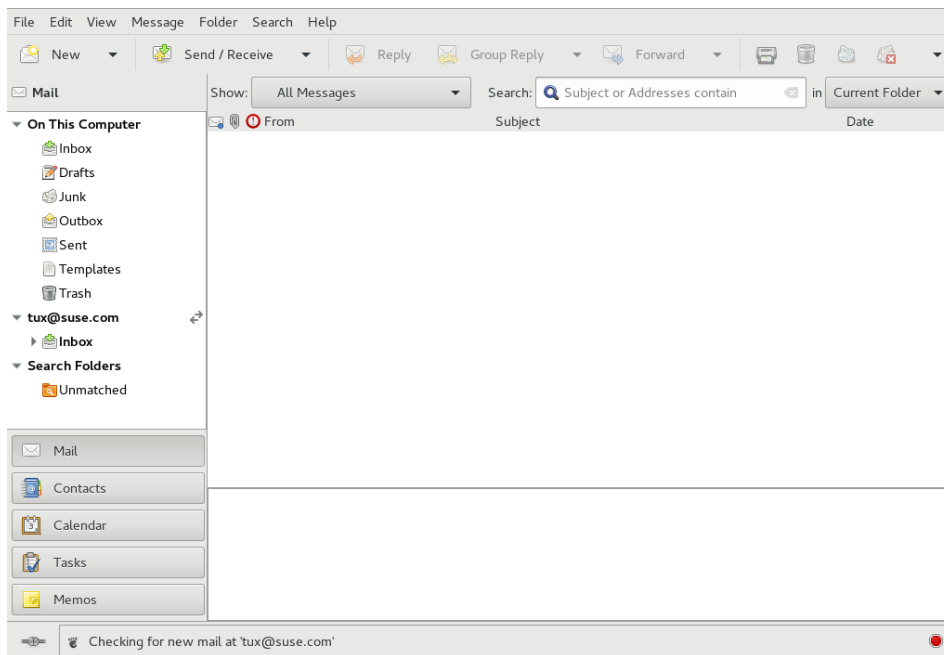 File Edit View Message Folder Search Help
New Send / Receive Reply Group Reply Forward
Mail Show: All Messages Search: Subject or Addresses contain in Current Folder
From Subject Date
On This Computer
Inbox
Drafts
Junk
Outbox
Sent
Templates
Trash
tux@suse.com
Inbox
Search Folders
Unmatched
Mail
Contacts
Calendar
Tasks
Memos
Checking for new mail at 'tux@suse.com'